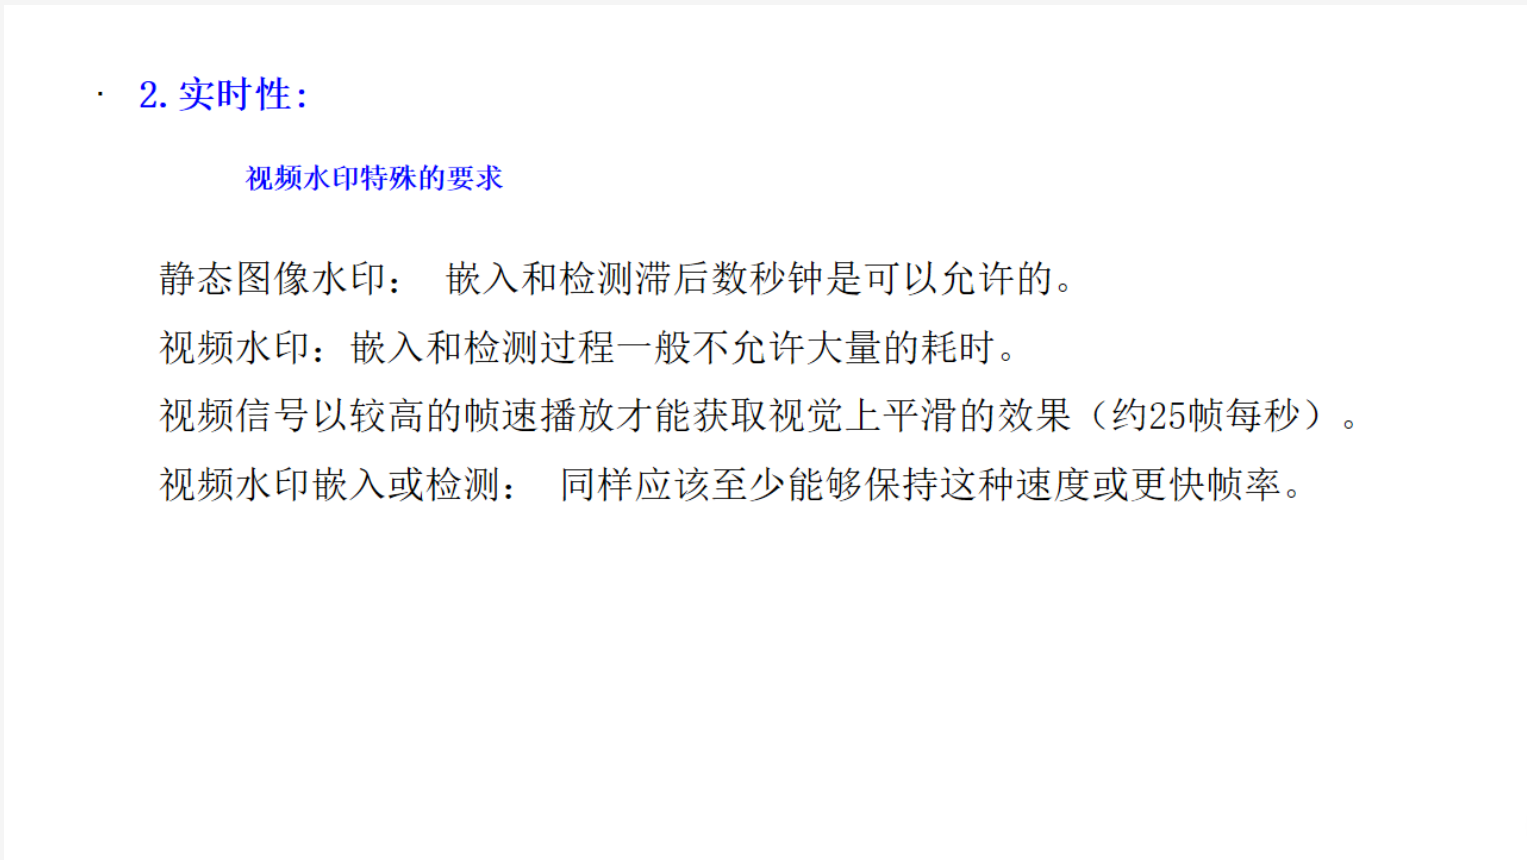 · 2.实时性:
视频水印特殊的要求
静态图像水印： 嵌入和检测滞后数秒钟是可以允许的。
视频水印：嵌入和检测过程一般不允许大量的耗时。
视频信号以较高的帧速播放才能获取视觉上平滑的效果（约25帧每秒）。
视频水印嵌入或检测： 同样应该至少能够保持这种速度或更快帧率。